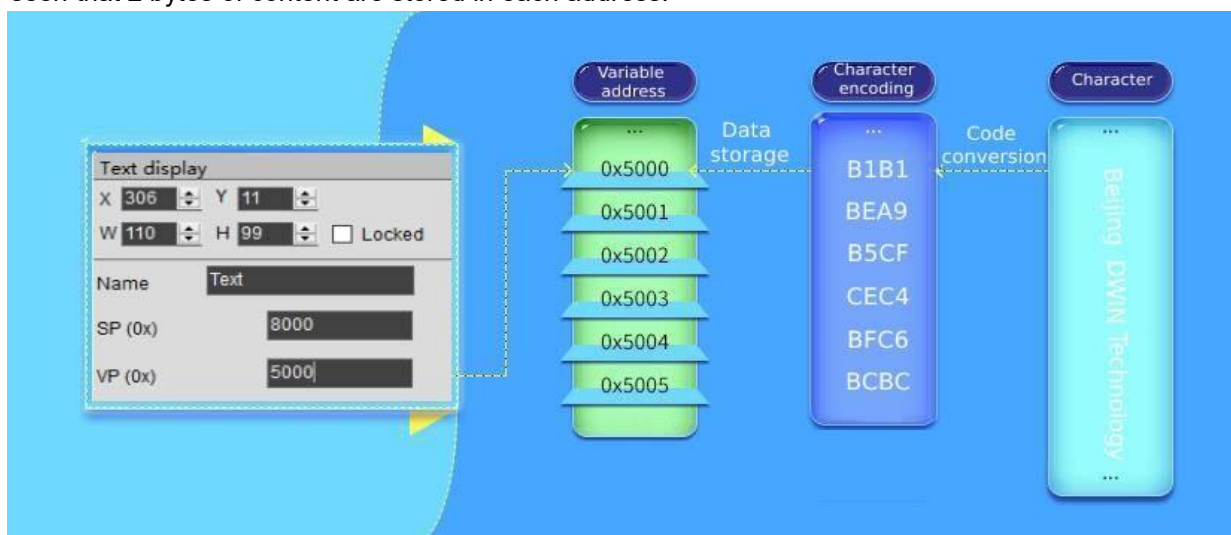 seen that 2 bytes of content are stored in each address.
Variable
address
Character
encoding
Character
...
...
...
Data
storage
Code
conversion
Text display
X 306 Y 11
W 110 H 99 Locked
Name Text
SP (0x) 8000
VP (0x) 5000
0x5000
0x5001
0x5002
0x5003
0x5004
0x5005
B1B1
BEA9
B5CF
CEC4
BFC6
BCBC
Beijing DWIN Technology
...